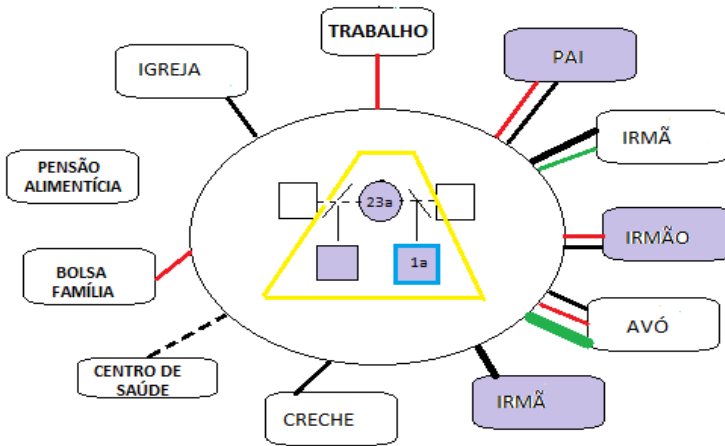 TRABALHO
IGREJA
PAI
IRMÃ
PENSÃO
ALIMENTÍCIA
23a
IRMÃO
1a
BOLSA
FAMÍLIA
AVÓ
CENTRO DE
SAÚDE
CRECHE
IRMÃ